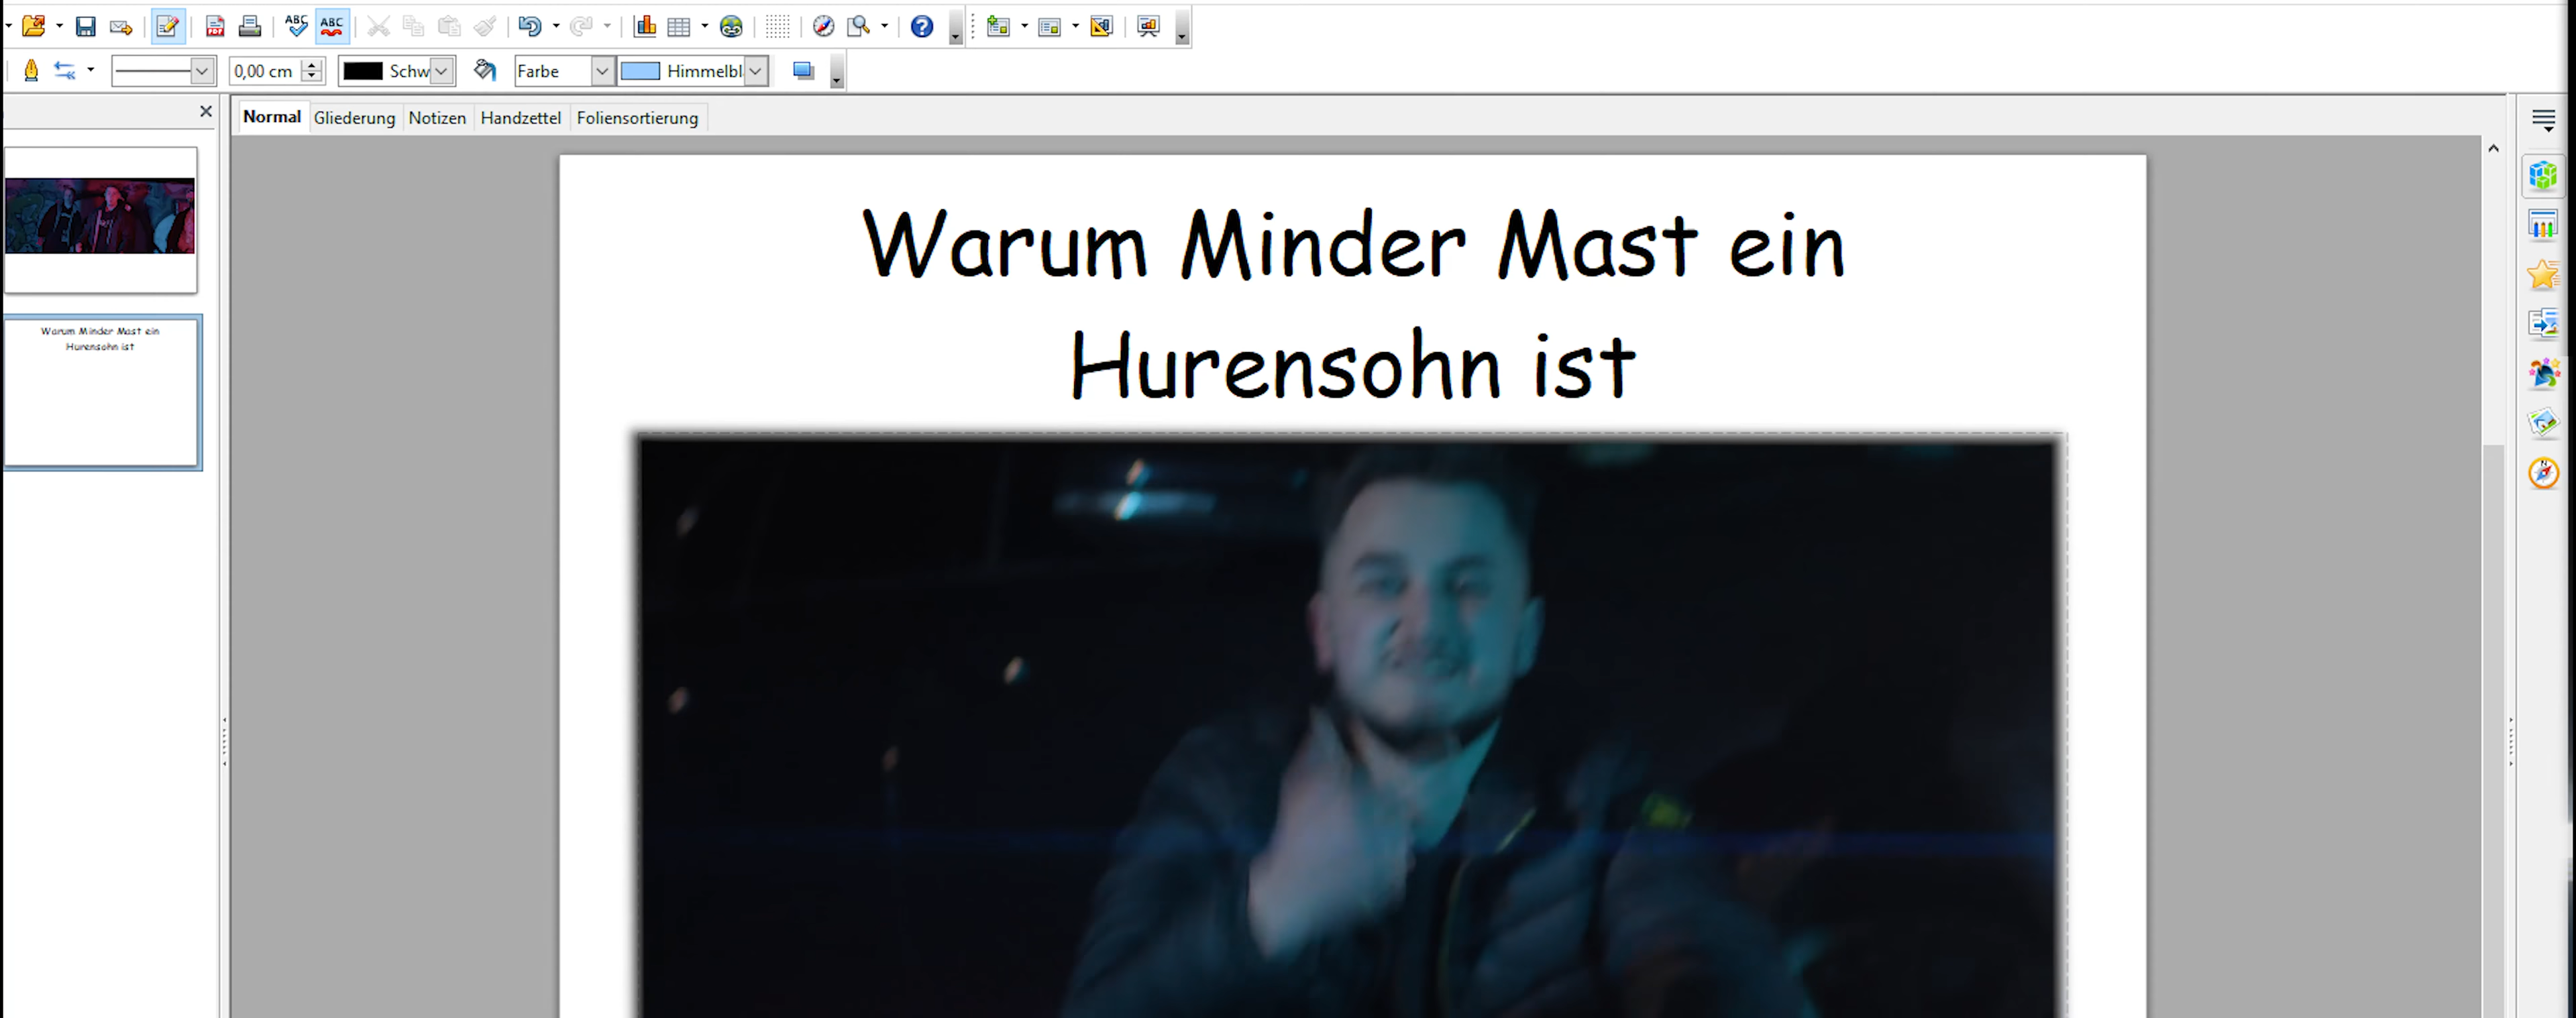 ABC
ABC
0,00 cm
Schw
Farbe
Himmelbl
Normal
Gliederung
Notizen
Handzettel
Foliensortierung
Warum Minder Mast ein
Hurensohn ist
Warum Minder Mast ein
Hurensohn ist